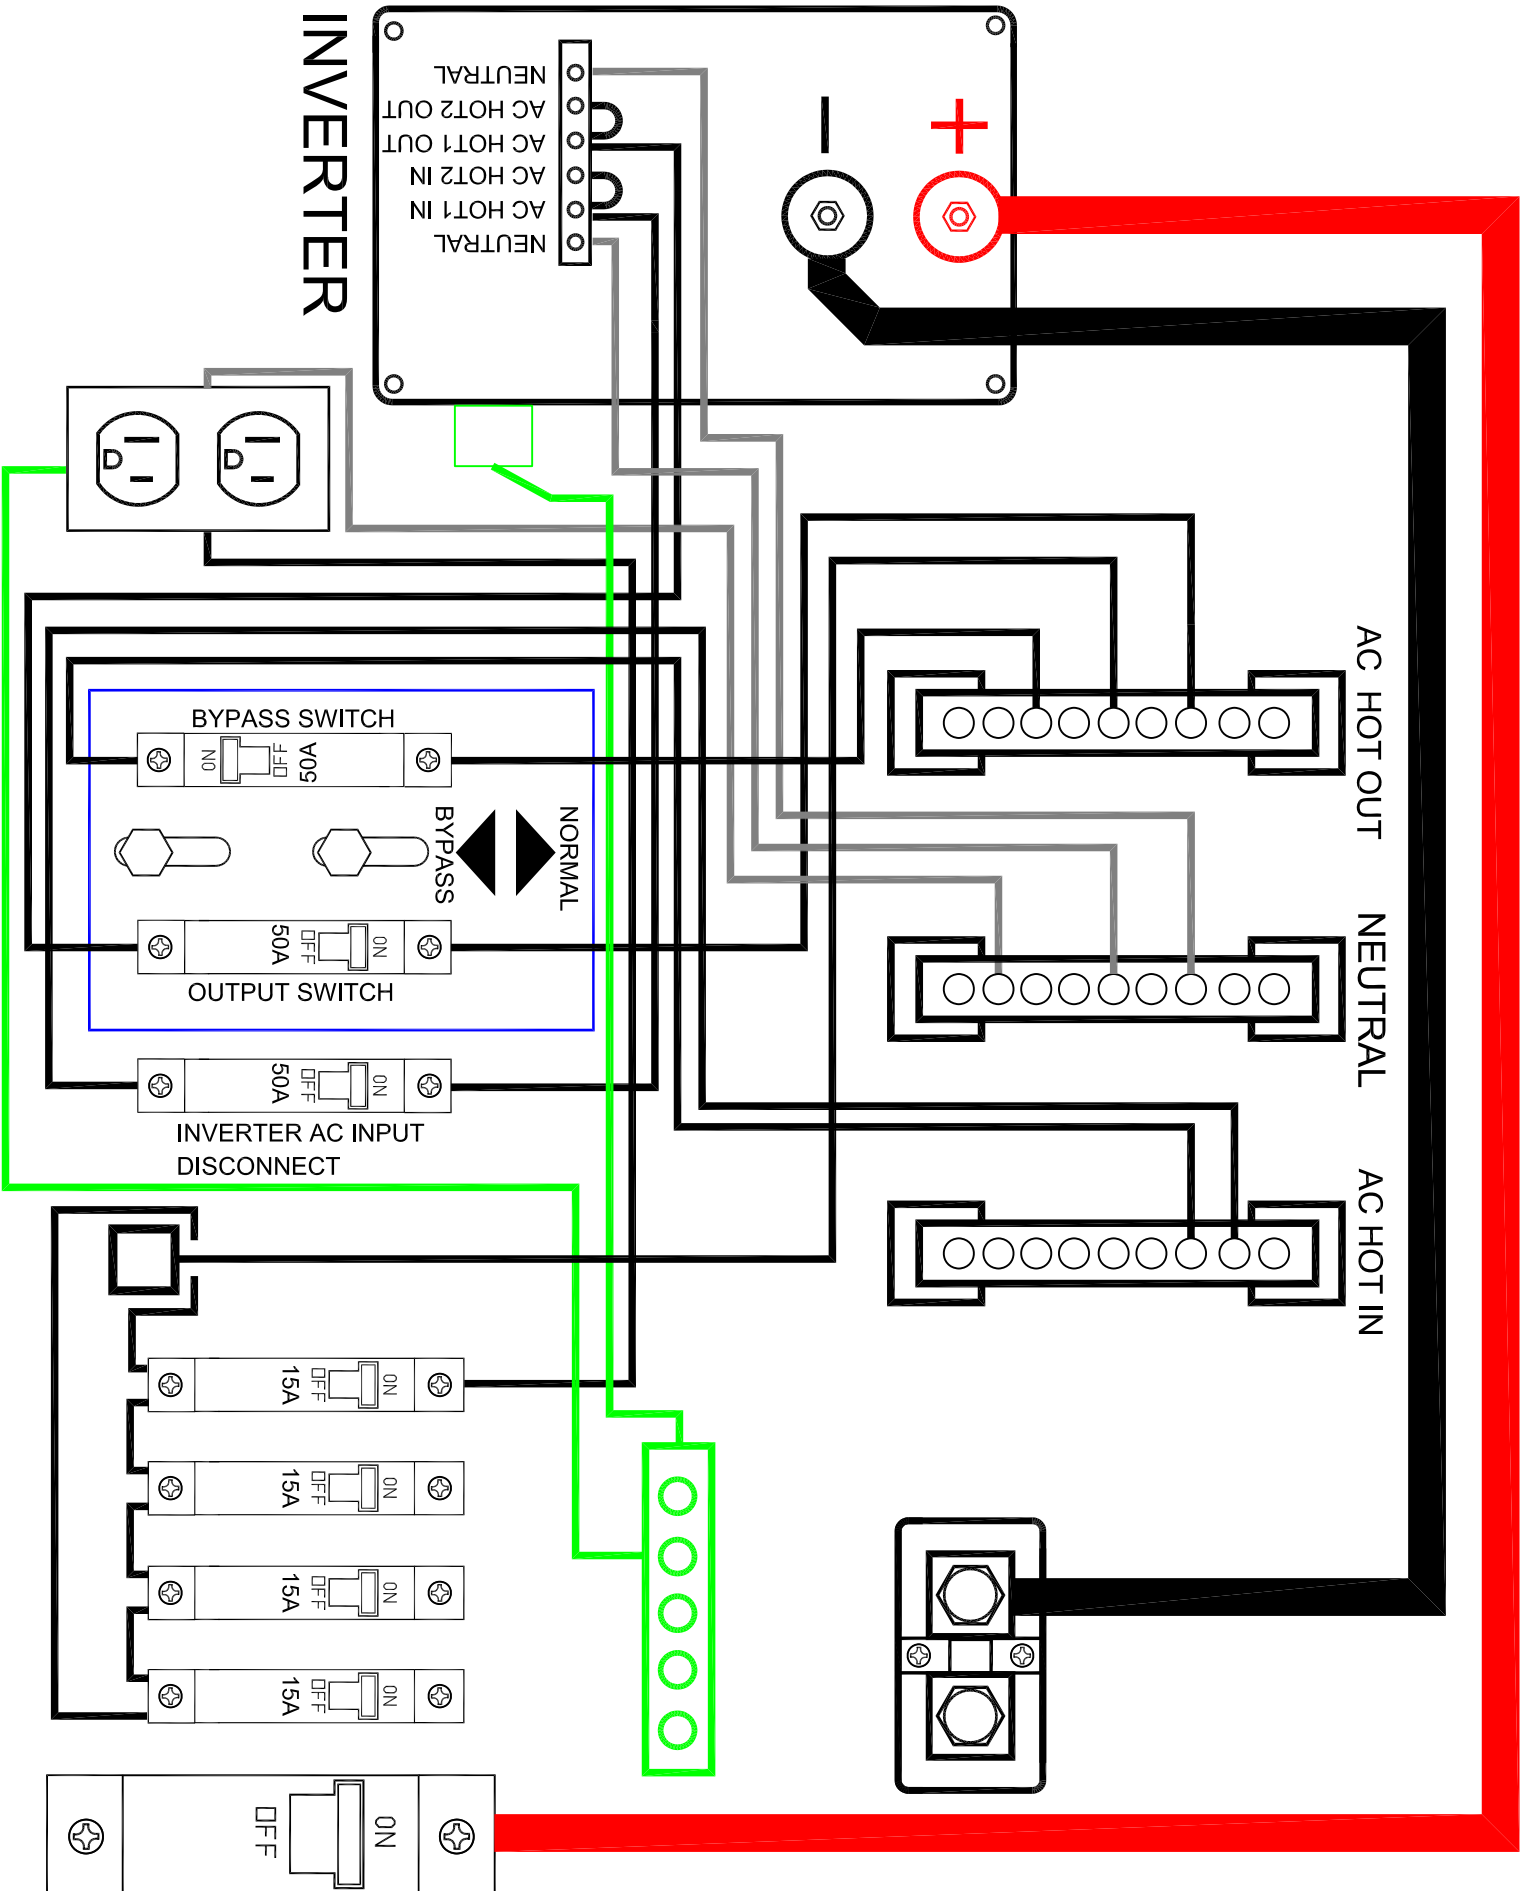 INVERTER
NEUTRAL
AC HOT2 OUT
AC HOT1 OUT
AC HOT2 IN
AC HOT1 IN
NEUTRAL
−
+
D
D
AC HOT OUT
NEUTRAL
AC HOT IN
BYPASS SWITCH
ON
OFF
50A
BYPASS
NORMAL
50A
OFF
ON
OUTPUT SWITCH
50A
OFF
ON
INVERTER AC INPUT
DISCONNECT
15A
OFF
ON
15A
OFF
ON
15A
OFF
ON
15A
OFF
ON
OFF
ON